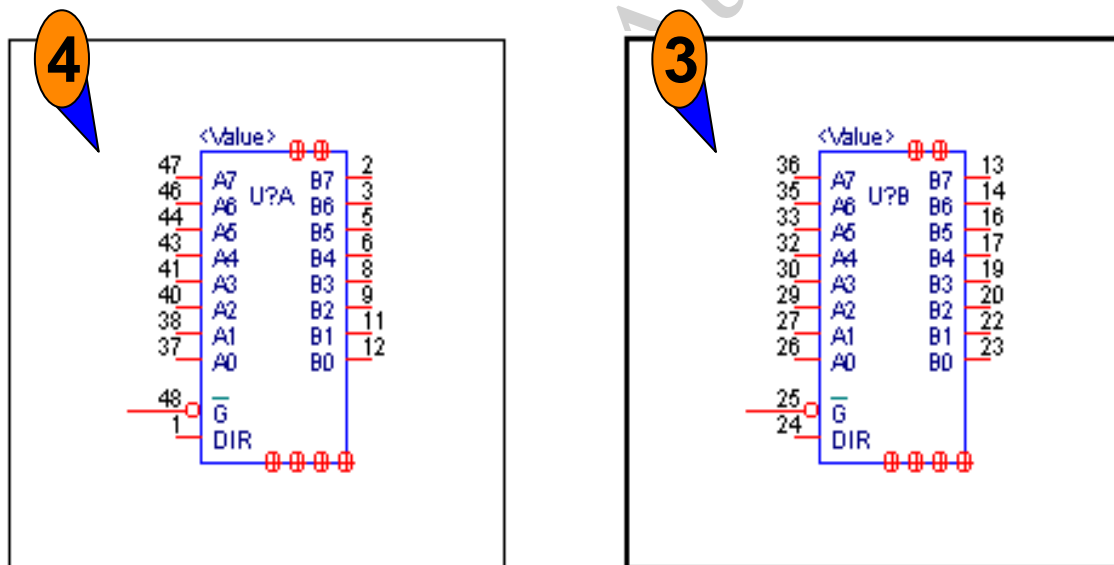 4
<Value>
47 A7 U?A B7 2
46 A6 B6 3
44 A5 B5 5
43 A4 B4 6
41 A3 B3 8
40 A2 B2 9
38 A1 B1 11
37 A0 B0 12
48 G
1 DIR
3
<Value>
36 A7 U?B B7 13
35 A6 B6 14
33 A5 B5 16
32 A4 B4 17
30 A3 B3 19
29 A2 B2 20
27 A1 B1 22
26 A0 B0 23
25 G
24 DIR